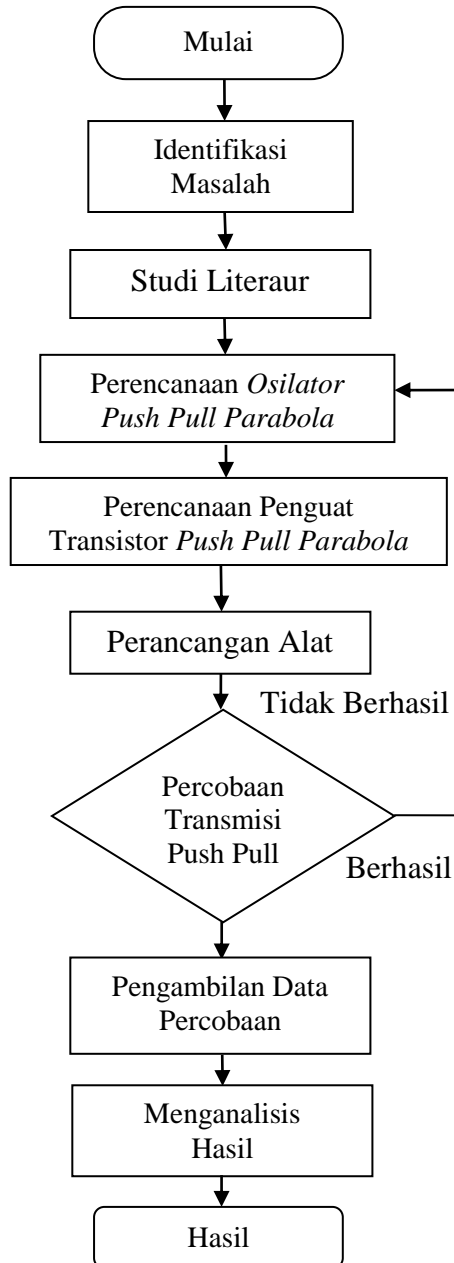 Mulai
Identifikasi
Masalah
Studi Literaur
Perencanaan Osilator
Push Pull Parabola
Perencanaan Penguat
Transistor Push Pull Parabola
Perancangan Alat
Tidak Berhasil
Percobaan
Transmisi
Push Pull
Berhasil
Pengambilan Data
Percobaan
Menganalisis
Hasil
Hasil